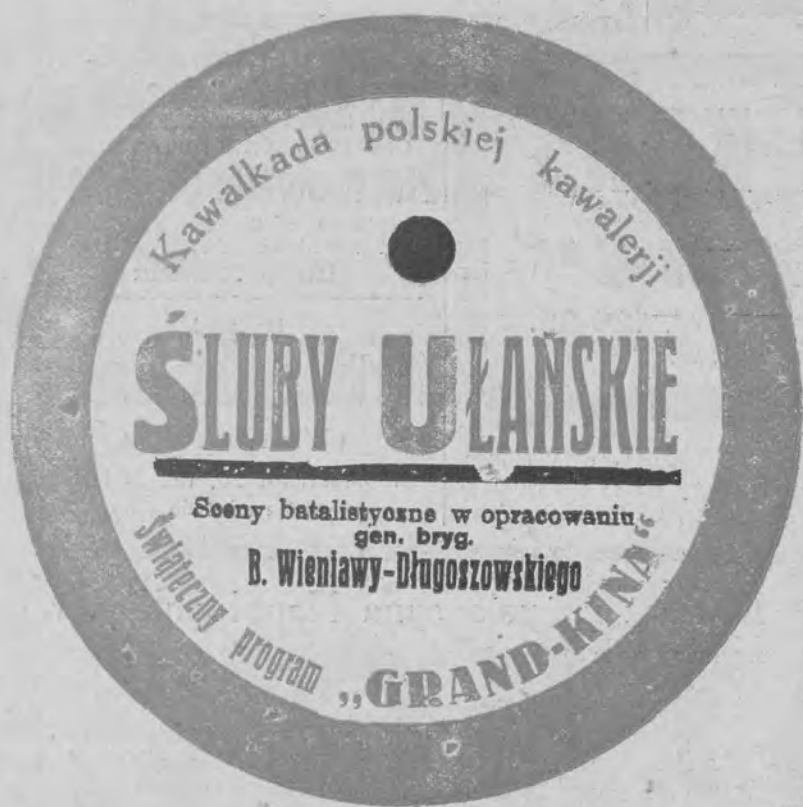 Kawalkada polskiej kawalerji
ŚLUBY UŁAŃSKIE
Sceny batalistyczne w opracowaniu
gen. bryg.
B. Wieniawy-Długoszowskiego
Świąteczny program „GRAND-KINA“